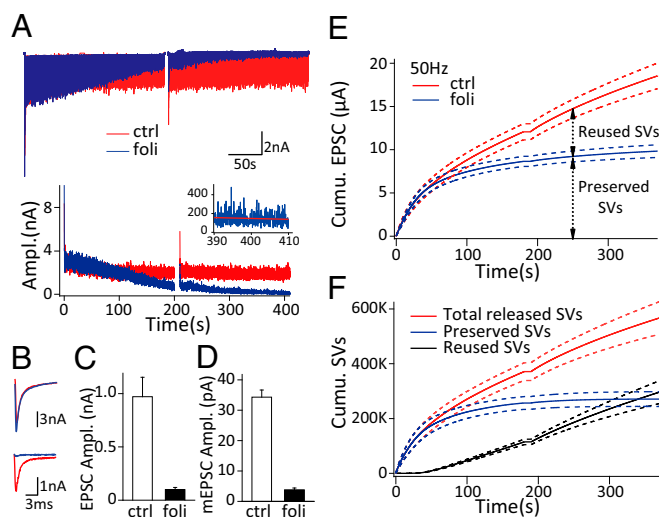 A
ctrl
foli
2nA
50s
Ampl.(nA)
8
4
0
400
200
0
390 400 410
0 100 200 300 400
Time(s)
B
3nA
1nA
3ms
C
EPSC Ampl. (nA)
1.0
0.5
0
ctrl foli
D
mEPSC Ampl. (pA)
40
30
20
10
0
ctrl foli
E
Cumu. EPSC (µA)
20
15
10
5
0
50Hz
ctrl
foli
Reused SVs
Preserved SVs
0 100 200 300
Time(s)
F
Cumu. SVs
600K
400K
200K
0
Total released SVs
Preserved SVs
Reused SVs
0 100 200 300
Time(s)